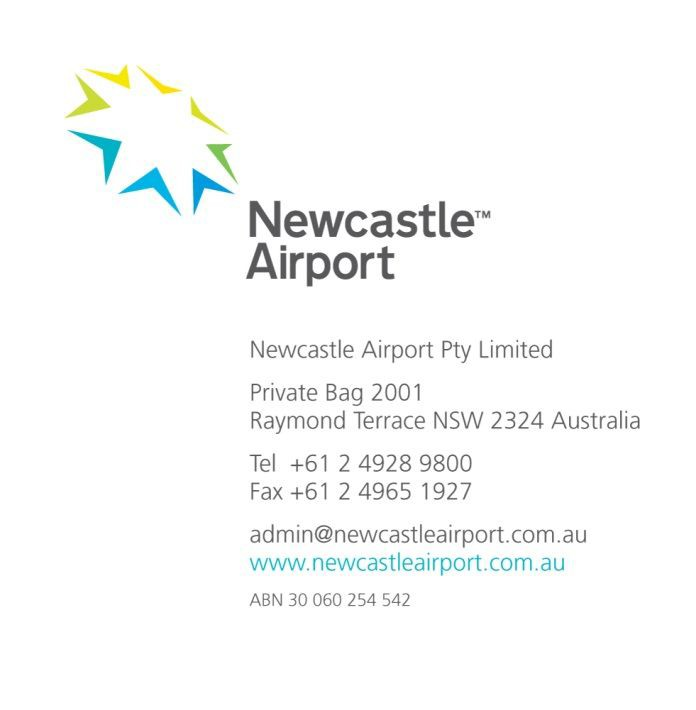 Newcastle™
Airport
Newcastle Airport Pty Limited
Private Bag 2001
Raymond Terrace NSW 2324 Australia
Tel +61 2 4928 9800
Fax +61 2 4965 1927
admin@newcastleairport.com.au
www.newcastleairport.com.au
ABN 30 060 254 542